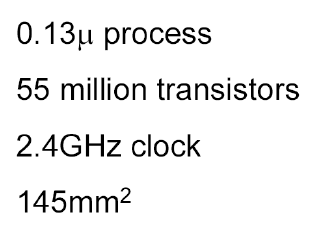 0.13μ process
55 million transistors
2.4GHz clock
145mm²